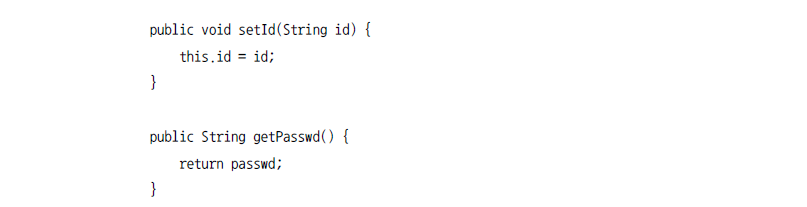 public void setId(String id) {
this.id = id;
}
public String getPasswd() {
return passwd;
}